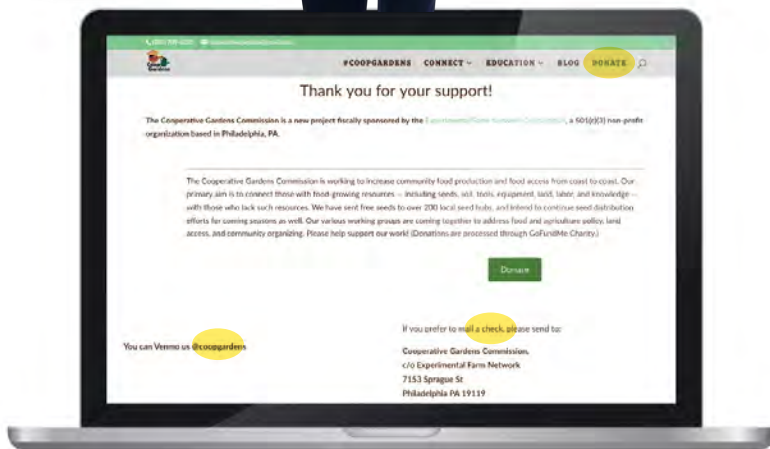 #COOPGARDENS CONNECT EDUCATION BLOG DONATE
Coop
Gardens
Thank you for your support!
The Cooperative Gardens Commission is a new project fiscally sponsored by the Experimental Farm Network Cooperative, a 501(c)(3) non-profit
organization based in Philadelphia, PA.
The Cooperative Gardens Commission is working to increase community food production and food access from coast to coast. Our
primary aim is to connect those with food-growing resources — including seeds, soil, tools, equipment, land, labor, and knowledge —
with those who lack such resources. We have sent free seeds to over 200 local seed hubs, and intend to continue seed distribution
efforts for coming seasons as well. Our various working groups are coming together to address food and agriculture policy, land
access, and community organizing. Please help support our work! (Donations are processed through GoFundMe Charity.)
Donate
You can Venmo us @coopgardens
If you prefer to mail a check, please send to:
Cooperative Gardens Commission,
c/o Experimental Farm Network
7153 Sprague St
Philadelphia PA 19119